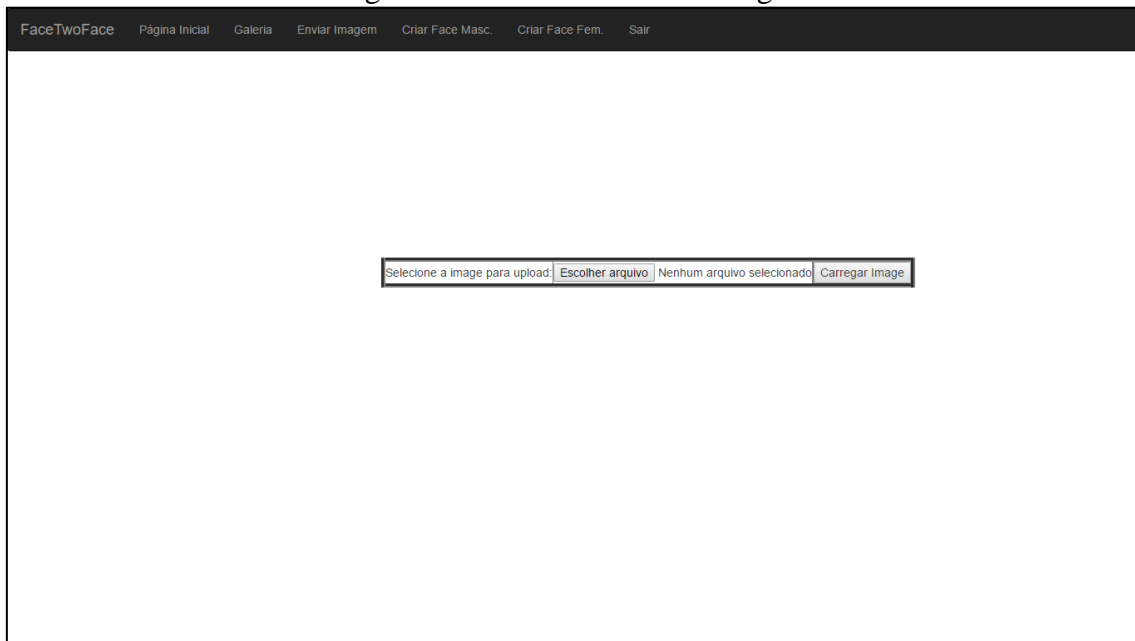 FaceTwoFace Página Inicial Galeria Enviar Imagem Criar Face Masc. Criar Face Fem. Sair
Selecione a image para upload: Escolher arquivo Nenhum arquivo selecionado Carregar Image